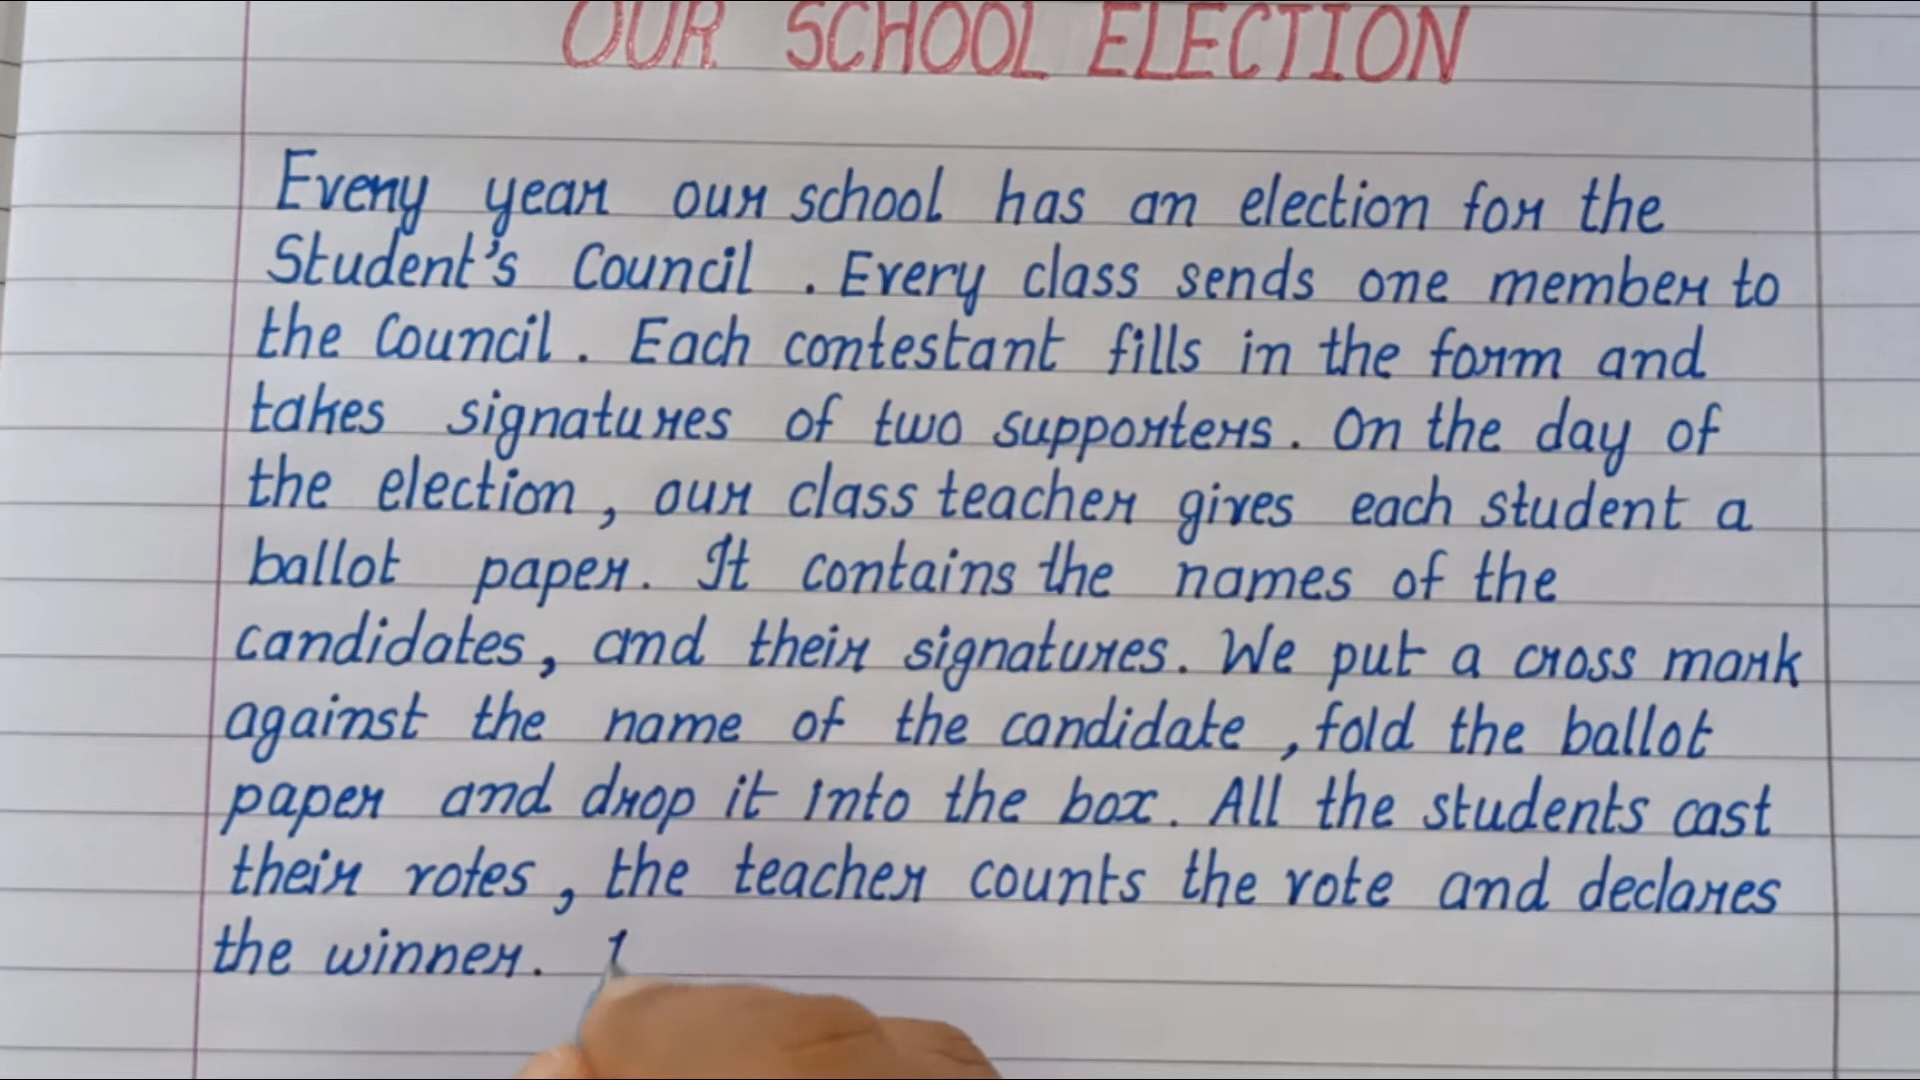 OUR SCHOOL ELECTION
Every year our school has an election for the
Student's Council . Every class sends one member to
the Council . Each contestant fills in the form and
takes signatures of two supporters . On the day of
the election , our class teacher gives each student a
ballot paper . It contains the names of the
candidates , and their signatures . We put a cross mark
against the name of the candidate , fold the ballot
paper and drop it into the box . All the students cast
their votes , the teacher counts the vote and declares
the winner .